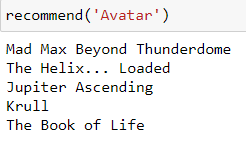 recommend('Avatar')
Mad Max Beyond Thunderdome
The Helix... Loaded
Jupiter Ascending
Krull
The Book of Life